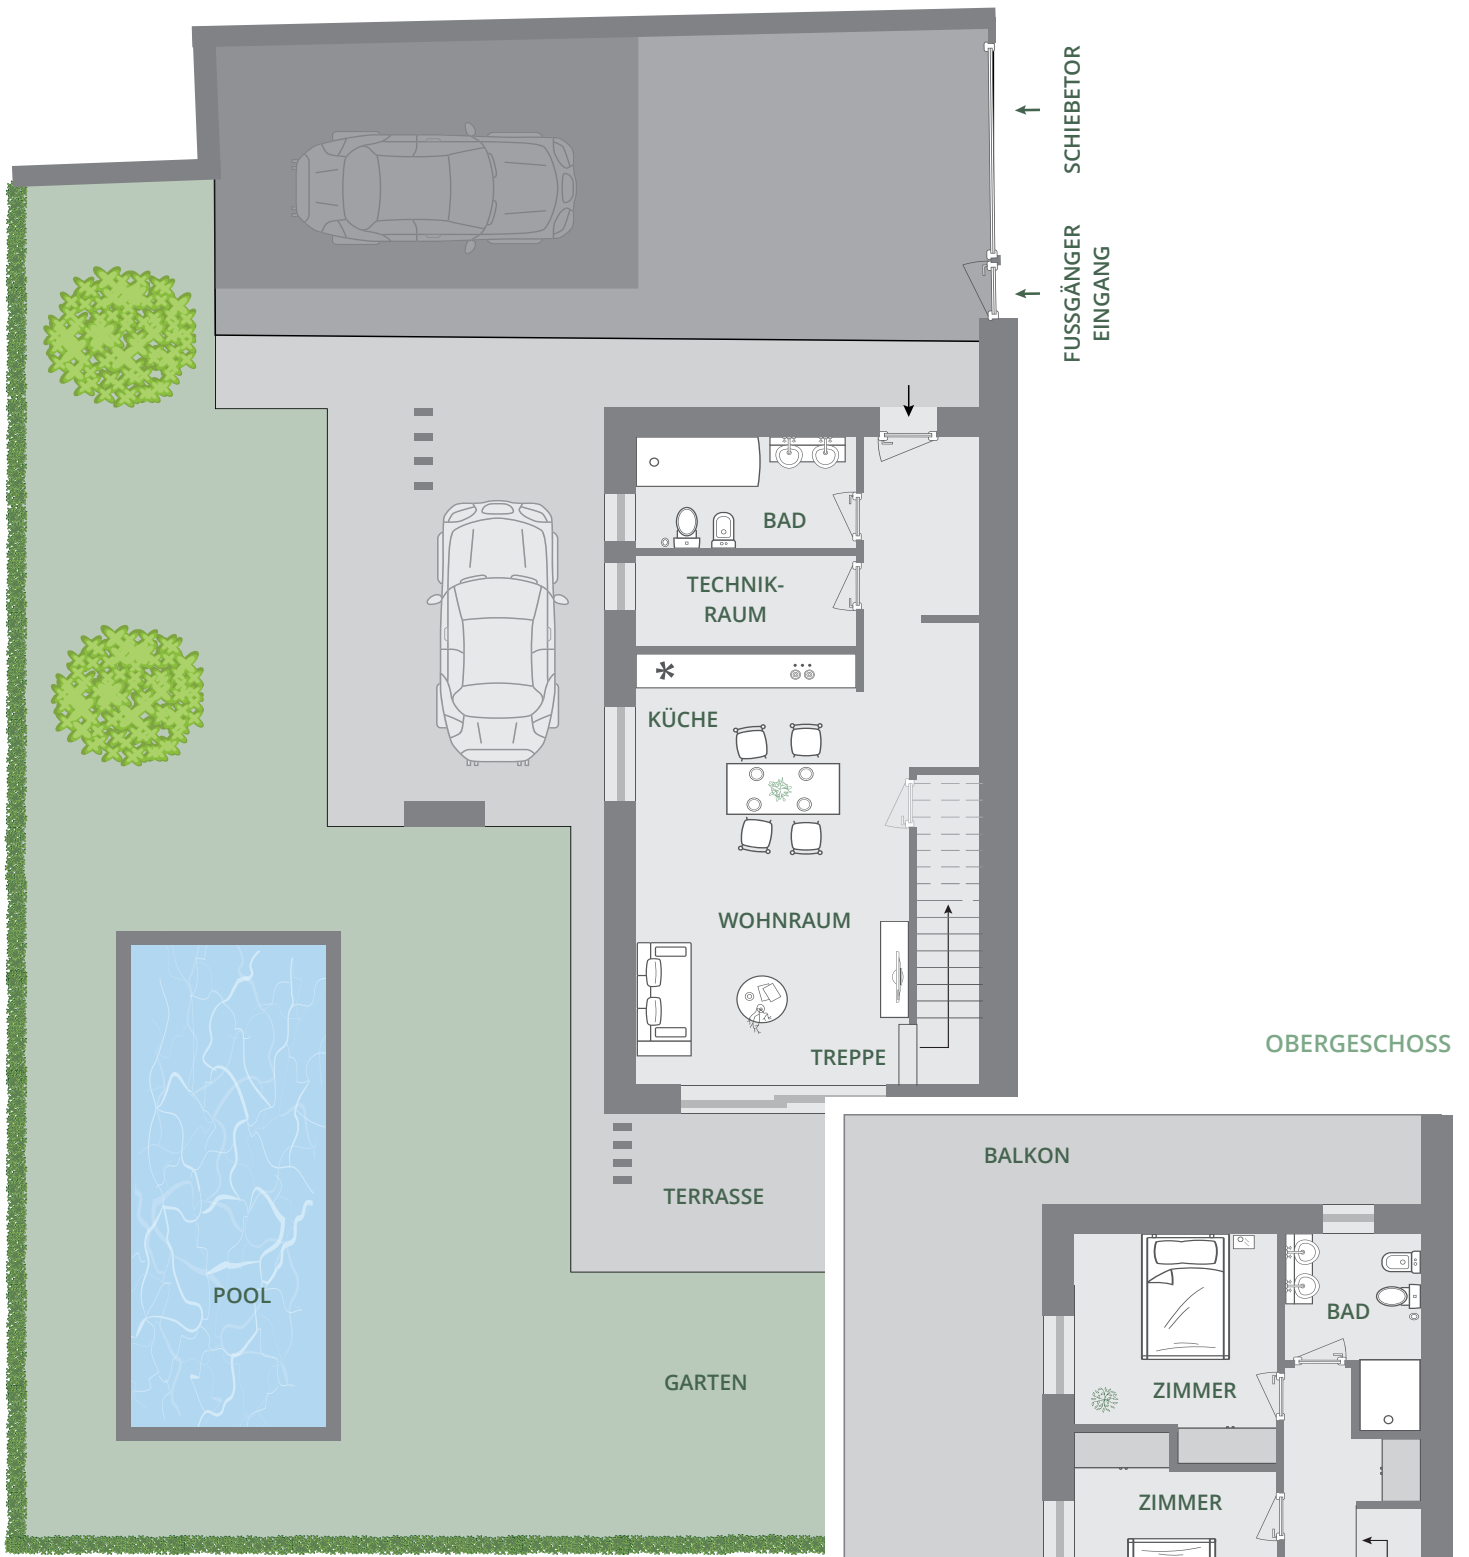 SCHIEBETOR
FUSSGÄNGER
EINGANG
BAD
TECHNIK-
RAUM
KÜCHE
WOHNRAUM
TREPPE
OBERGESCHOSS
BALKON
TERRASSE
POOL
BAD
GARTEN
ZIMMER
ZIMMER